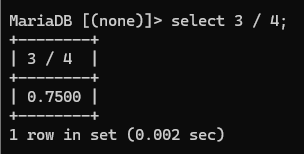 MariaDB [(none)]> select 3 / 4;
+--------+
| 3 / 4  |
+--------+
| 0.7500 |
+--------+
1 row in set (0.002 sec)